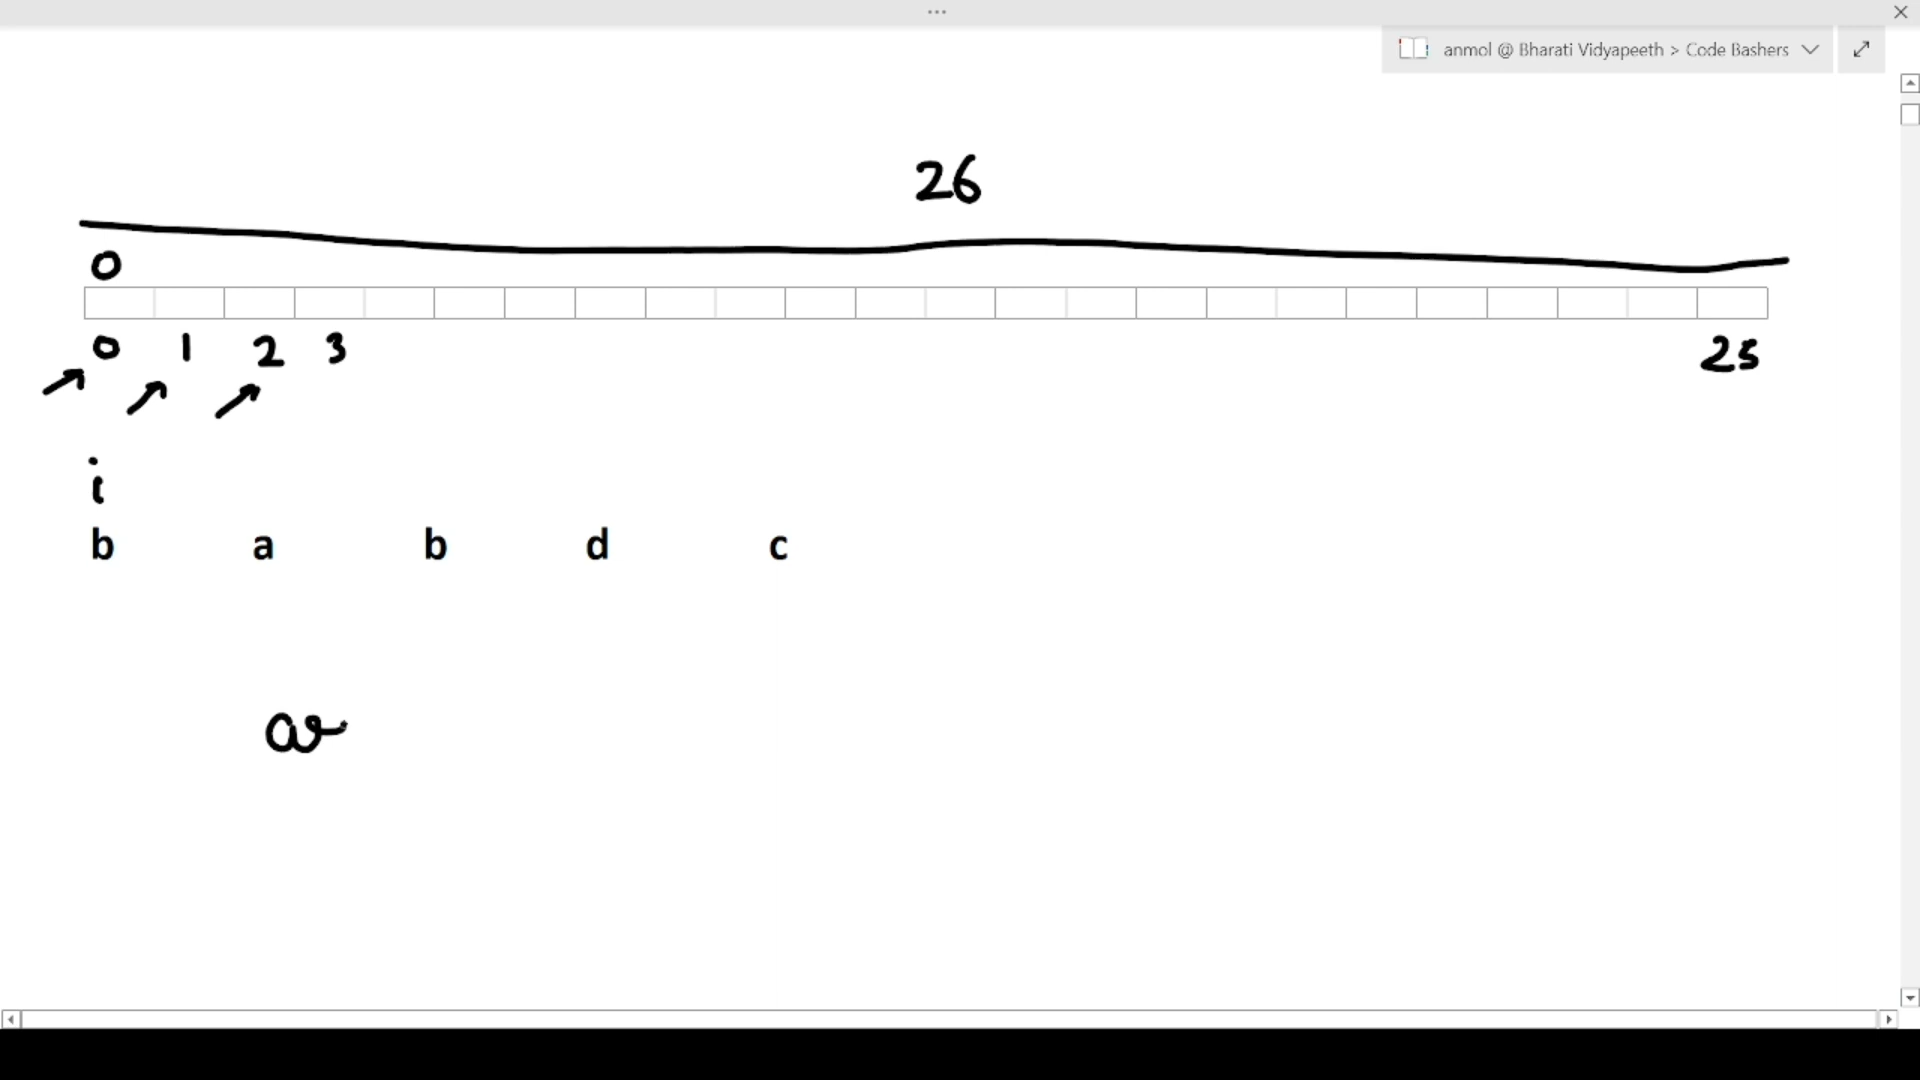 anmol @ Bharati Vidyapeeth > Code Bashers
26
0
0 1 2 3 25
i
b a b d c